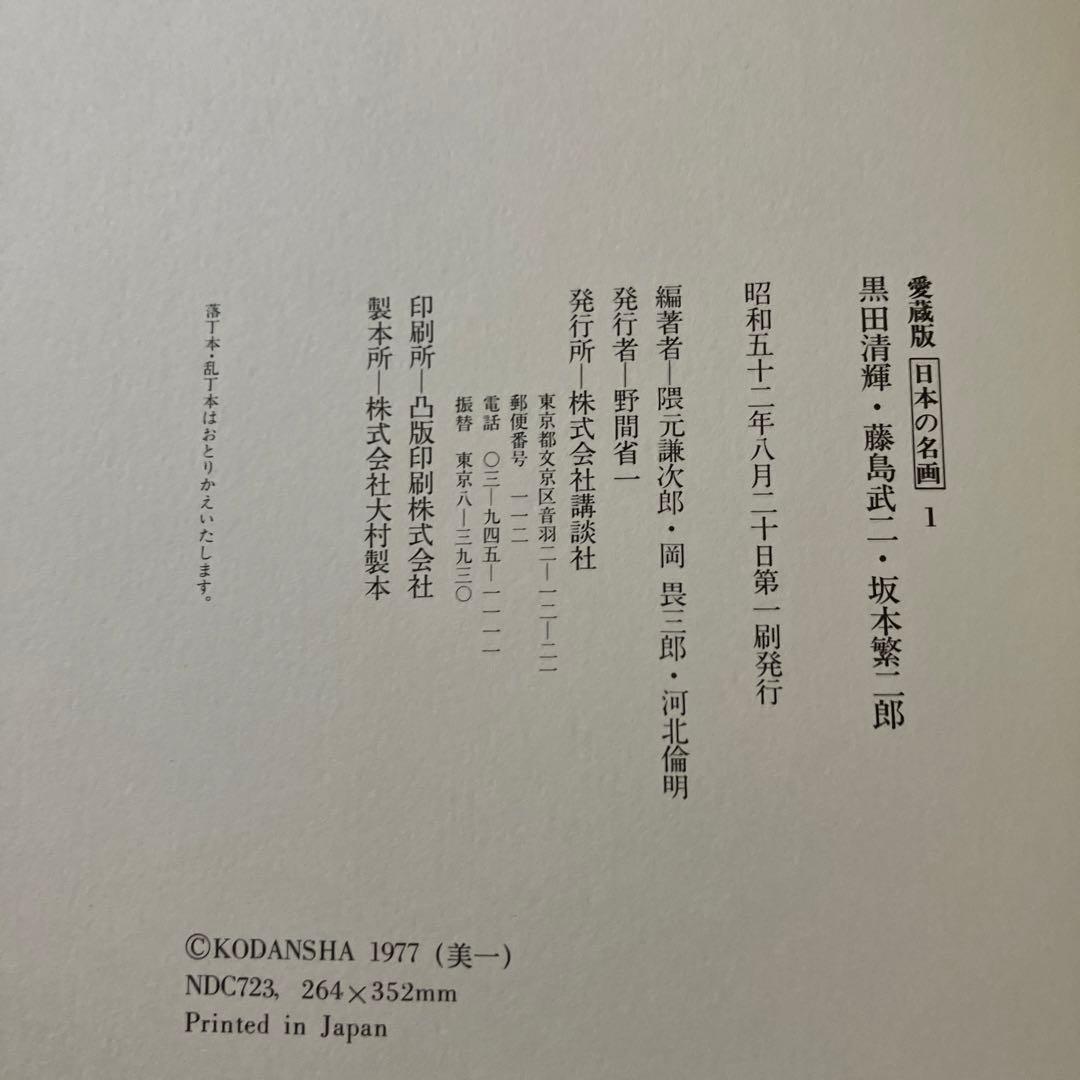 愛蔵版 日本の名画 1
黒田清輝・藤島武二・坂本繁二郎
昭和五十二年八月二十日第一刷発行
編著者―隈元謙次郎・岡 畏三郎・河北倫明
発行者―野間省一
発行所―株式会社講談社
東京都文京区音羽二―一二―二一
郵便番号 一一二
電話 〇三―九四五―一一一一
振替 東京八―三九三〇
印刷所―凸版印刷株式会社
製本所―株式会社大村製本
落丁本・乱丁本はおとりかえいたします。
©KODANSHA 1977 (美一)
NDC723, 264×352mm
Printed in Japan